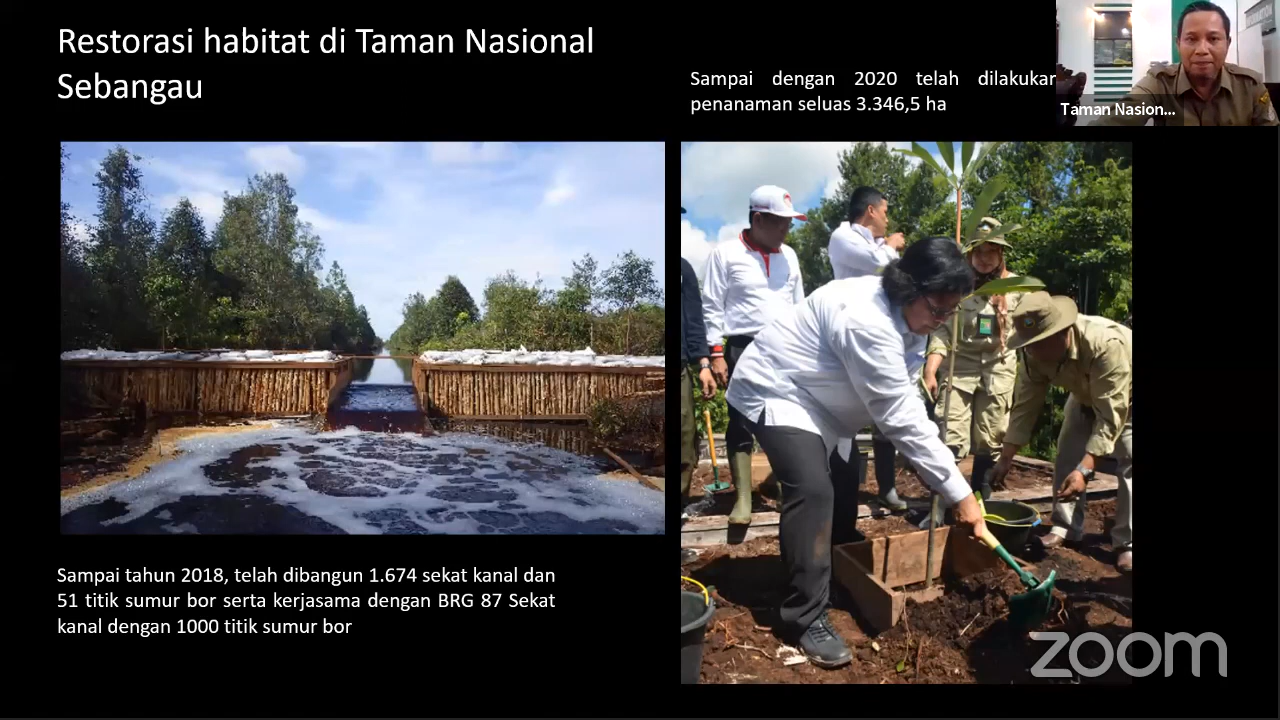 Restorasi habitat di Taman Nasional
Sebangau
Sampai dengan 2020 telah dilakukan
penanaman seluas 3.346,5 ha
Taman Nasion...
Sampai tahun 2018, telah dibangun 1.674 sekat kanal dan
51 titik sumur bor serta kerjasama dengan BRG 87 Sekat
kanal dengan 1000 titik sumur bor
zoom